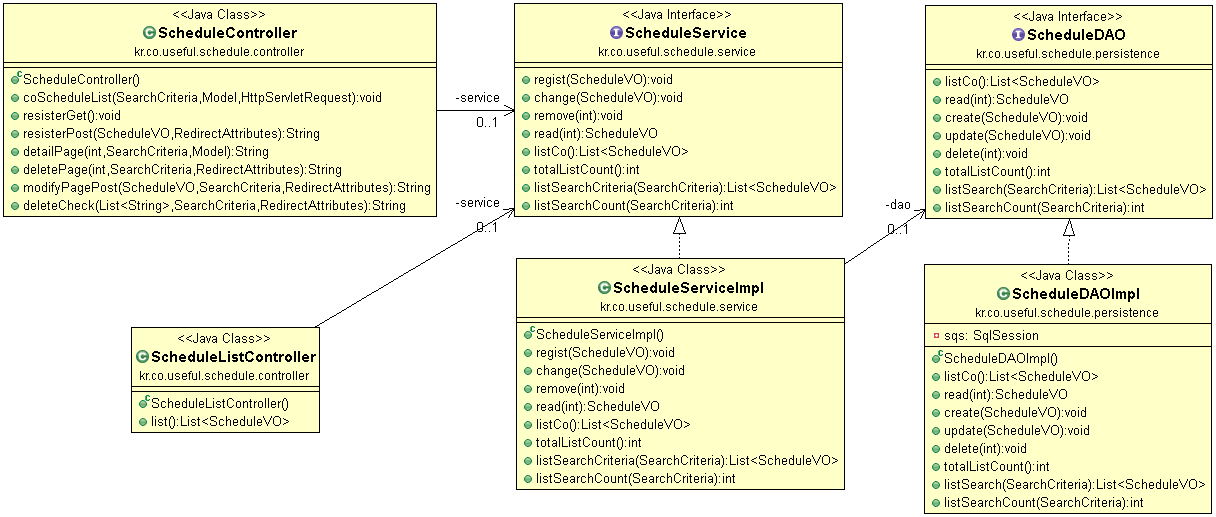 <<Java Class>>
ScheduleController
kr.co.useful.schedule.controller
ScheduleController()
coScheduleList(SearchCriteria,Model,HttpServletRequest):void
resisterGet():void
resisterPost(ScheduleVO,RedirectAttributes):String
detailPage(int,SearchCriteria,Model):String
deletePage(int,SearchCriteria,RedirectAttributes):String
modifyPagePost(ScheduleVO,SearchCriteria,RedirectAttributes):String
deleteCheck(List<String>,SearchCriteria,RedirectAttributes):String
-service
0..1
<<Java Interface>>
ScheduleService
kr.co.useful.schedule.service
regist(ScheduleVO):void
change(ScheduleVO):void
remove(int):void
read(int):ScheduleVO
listCo():List<ScheduleVO>
totalListCount():int
listSearchCriteria(SearchCriteria):List<ScheduleVO>
listSearchCount(SearchCriteria):int
<<Java Interface>>
ScheduleDAO
kr.co.useful.schedule.persistence
listCo():List<ScheduleVO>
read(int):ScheduleVO
create(ScheduleVO):void
update(ScheduleVO):void
delete(int):void
totalListCount():int
listSearch(SearchCriteria):List<ScheduleVO>
listSearchCount(SearchCriteria):int
-service
0..1
-dao
0..1
<<Java Class>>
ScheduleListController
kr.co.useful.schedule.controller
ScheduleListController()
list():List<ScheduleVO>
<<Java Class>>
ScheduleServiceImpl
kr.co.useful.schedule.service
ScheduleServiceImpl()
regist(ScheduleVO):void
change(ScheduleVO):void
remove(int):void
read(int):ScheduleVO
listCo():List<ScheduleVO>
totalListCount():int
listSearchCriteria(SearchCriteria):List<ScheduleVO>
listSearchCount(SearchCriteria):int
<<Java Class>>
ScheduleDAOImpl
kr.co.useful.schedule.persistence
sqs: SqlSession
ScheduleDAOImpl()
listCo():List<ScheduleVO>
read(int):ScheduleVO
create(ScheduleVO):void
update(ScheduleVO):void
delete(int):void
totalListCount():int
listSearch(SearchCriteria):List<ScheduleVO>
listSearchCount(SearchCriteria):int